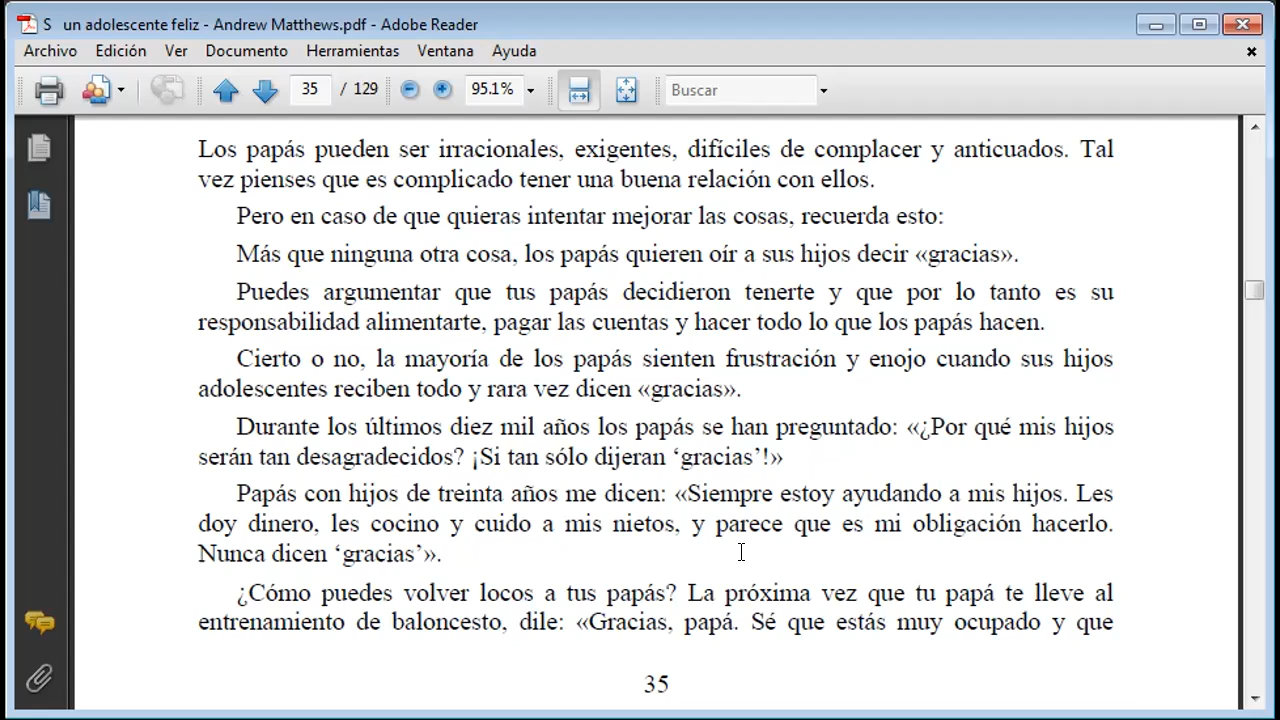 S un adolescente feliz - Andrew Matthews.pdf - Adobe Reader
Archivo Edición Ver Documento Herramientas Ventana Ayuda
35 / 129 95.1% Buscar
Los papás pueden ser irracionales, exigentes, difíciles de complacer y anticuados. Tal
vez pienses que es complicado tener una buena relación con ellos.
Pero en caso de que quieras intentar mejorar las cosas, recuerda esto:
Más que ninguna otra cosa, los papás quieren oír a sus hijos decir «gracias».
Puedes argumentar que tus papás decidieron tenerte y que por lo tanto es su
responsabilidad alimentarte, pagar las cuentas y hacer todo lo que los papás hacen.
Cierto o no, la mayoría de los papás sienten frustración y enojo cuando sus hijos
adolescentes reciben todo y rara vez dicen «gracias».
Durante los últimos diez mil años los papás se han preguntado: «¿Por qué mis hijos
serán tan desagradecidos? ¡Si tan sólo dijeran ‘gracias’!»
Papás con hijos de treinta años me dicen: «Siempre estoy ayudando a mis hijos. Les
doy dinero, les cocino y cuido a mis nietos, y parece que es mi obligación hacerlo.
Nunca dicen ‘gracias’».
¿Cómo puedes volver locos a tus papás? La próxima vez que tu papá te lleve al
entrenamiento de baloncesto, dile: «Gracias, papá. Sé que estás muy ocupado y que
35